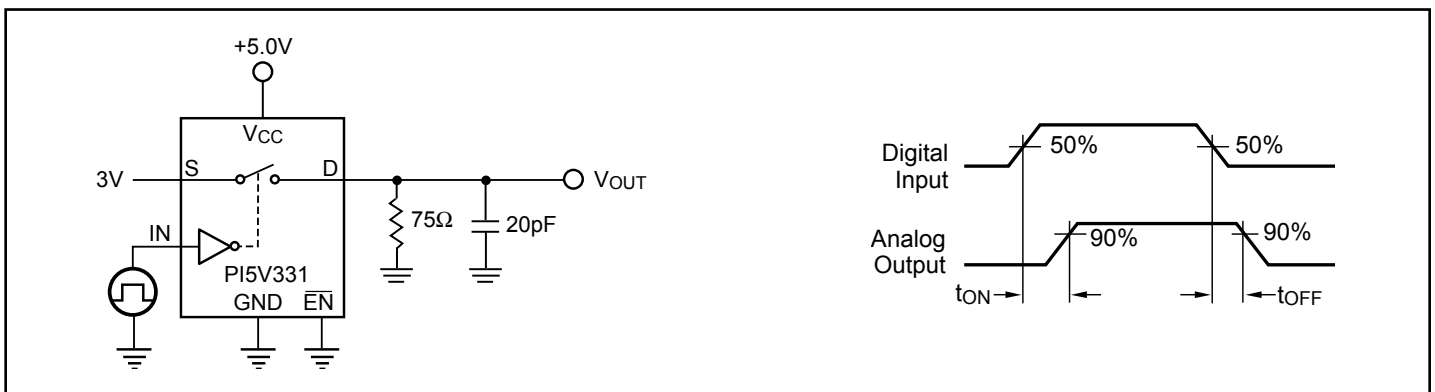 +5.0V
VCC
3V
S
D
VOUT
75Ω
20pF
IN
PI5V331
GND
EN
Digital
Input
50%
50%
Analog
Output
90%
90%
tON
tOFF